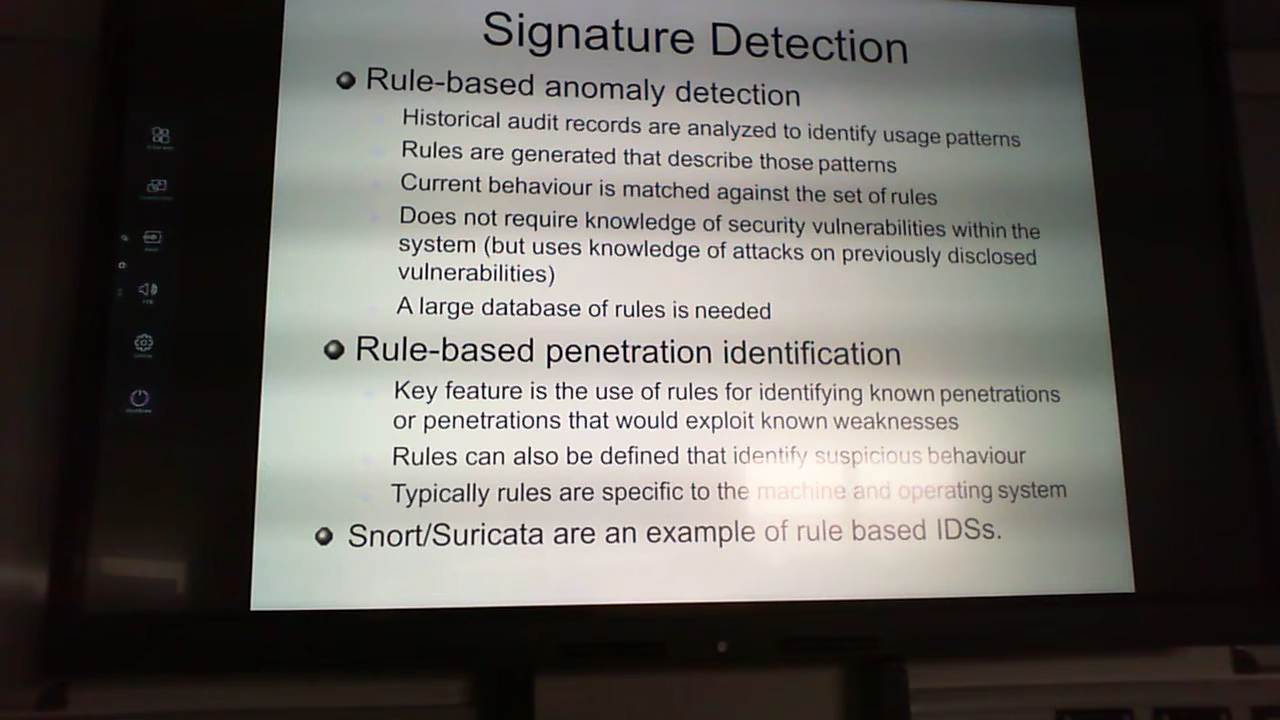 Signature Detection
Rule-based anomaly detection
Historical audit records are analyzed to identify usage patterns
Rules are generated that describe those patterns
Current behaviour is matched against the set of rules
Does not require knowledge of security vulnerabilities within the
system (but uses knowledge of attacks on previously disclosed
vulnerabilities)
A large database of rules is needed
Rule-based penetration identification
Key feature is the use of rules for identifying known penetrations
or penetrations that would exploit known weaknesses
Rules can also be defined that identify suspicious behaviour
Typically rules are specific to the machine and operating system
Snort/Suricata are an example of rule based IDSs.